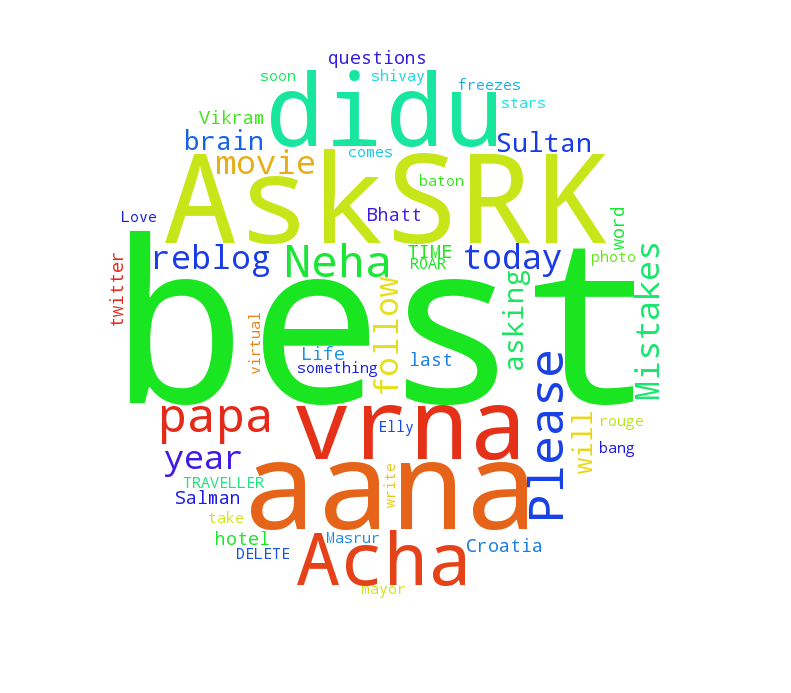 questions
soon
shivay
freezes
didu
stars
Vikram
brain
Sultan
comes
movie
AskSRK
baton
Love
Bhatt
word
reblog
Neha
TIME
ROAR
today
photo
twitter
best
Mistakes
asking
follow
virtual
Life
something
last
Please
papa
vrna
Elly
will
rouge
bang
year
aana
write
TRAVELLER
Salman
take
hotel
Acha
Masrur
Croatia
DELETE
mayor